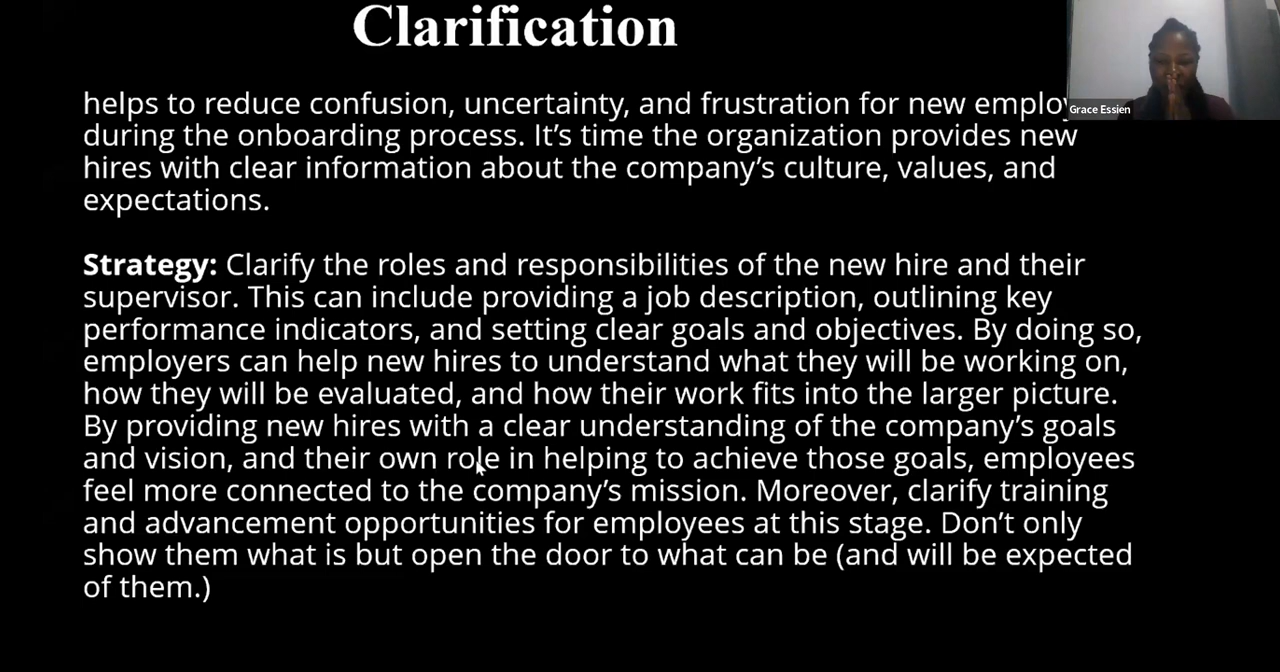 Clarification
Grace Essien
helps to reduce confusion, uncertainty, and frustration for new
during the onboarding process. It’s time the organization provides new
hires with clear information about the company’s culture, values, and
expectations.
Strategy: Clarify the roles and responsibilities of the new hire and their
supervisor. This can include providing a job description, outlining key
performance indicators, and setting clear goals and objectives. By doing so,
employers can help new hires to understand what they will be working on,
how they will be evaluated, and how their work fits into the larger picture.
By providing new hires with a clear understanding of the company’s goals
and vision, and their own role in helping to achieve those goals, employees
feel more connected to the company’s mission. Moreover, clarify training
and advancement opportunities for employees at this stage. Don’t only
show them what is but open the door to what can be (and will be expected
of them.)